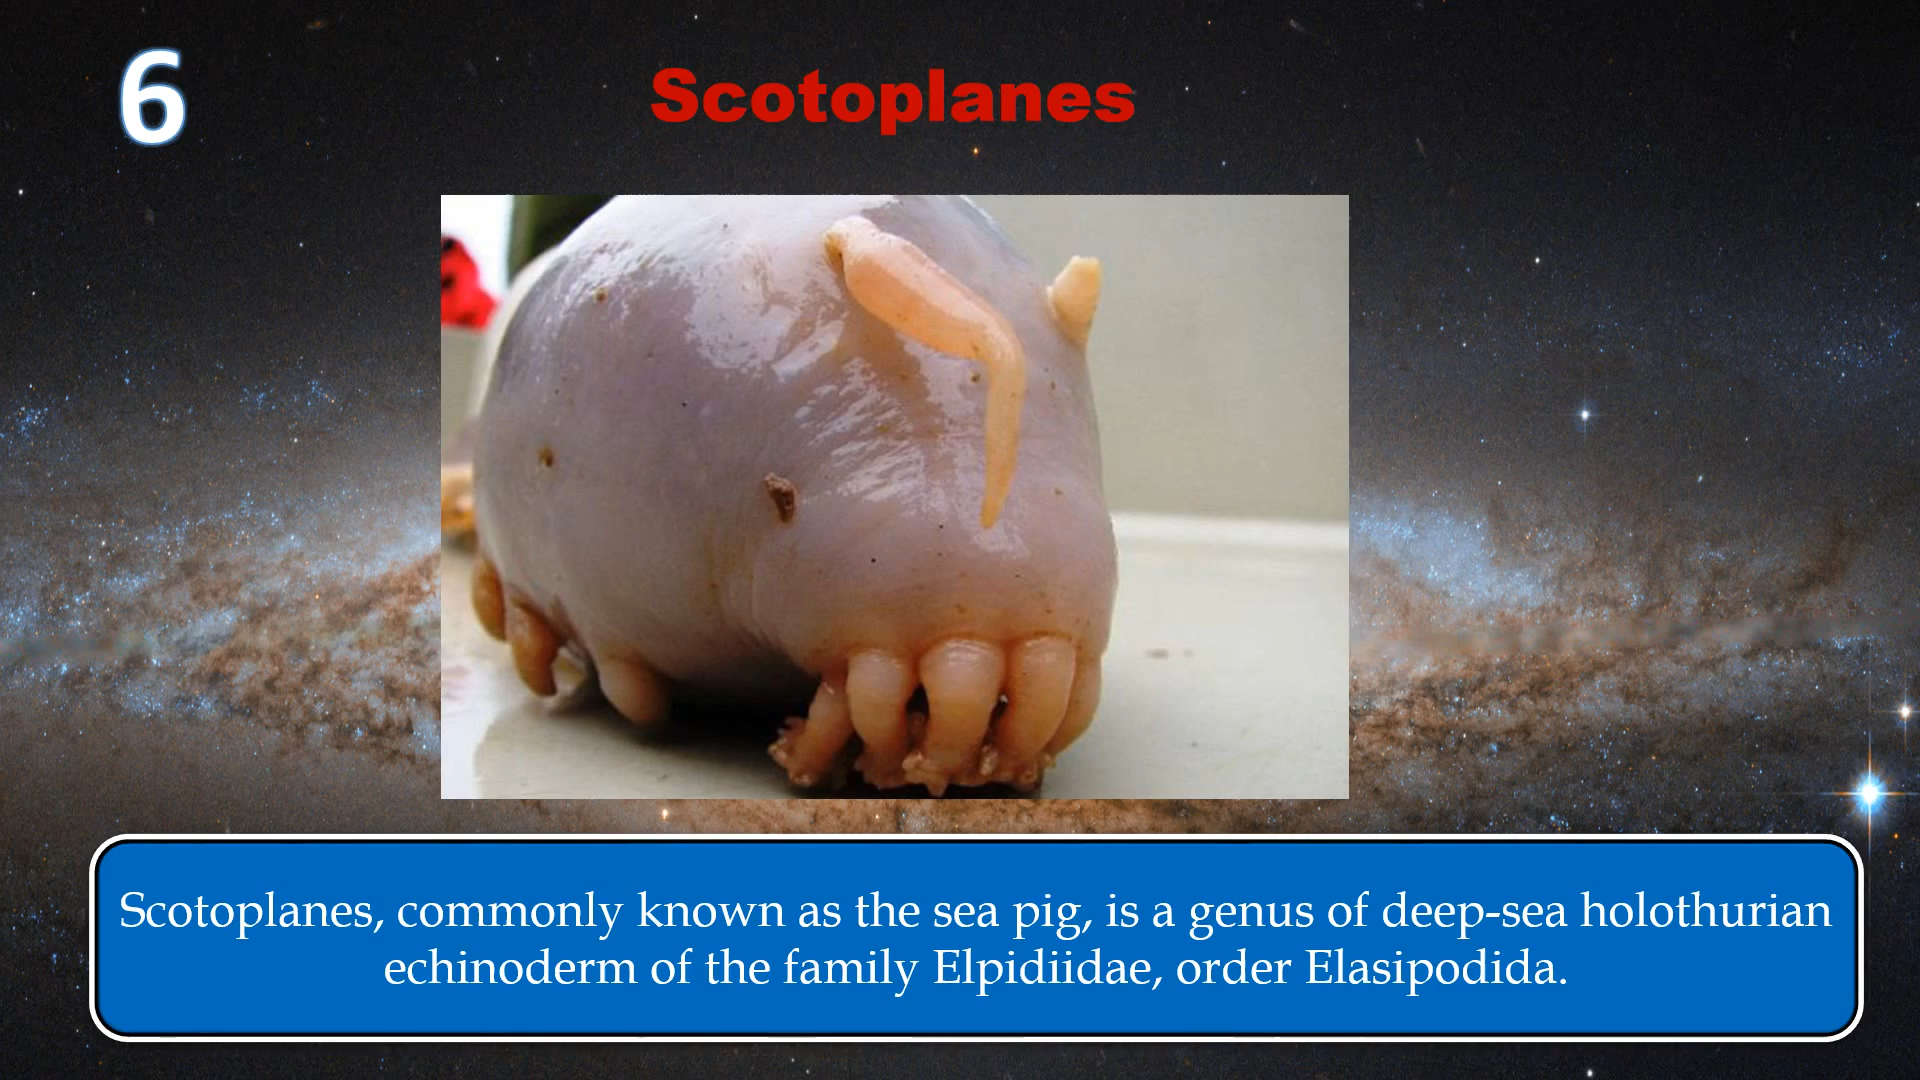 6
Scotoplanes
Scotoplanes, commonly known as the sea pig, is a genus of deep-sea holothurian
echinoderm of the family Elpidiidae, order Elasipodida.